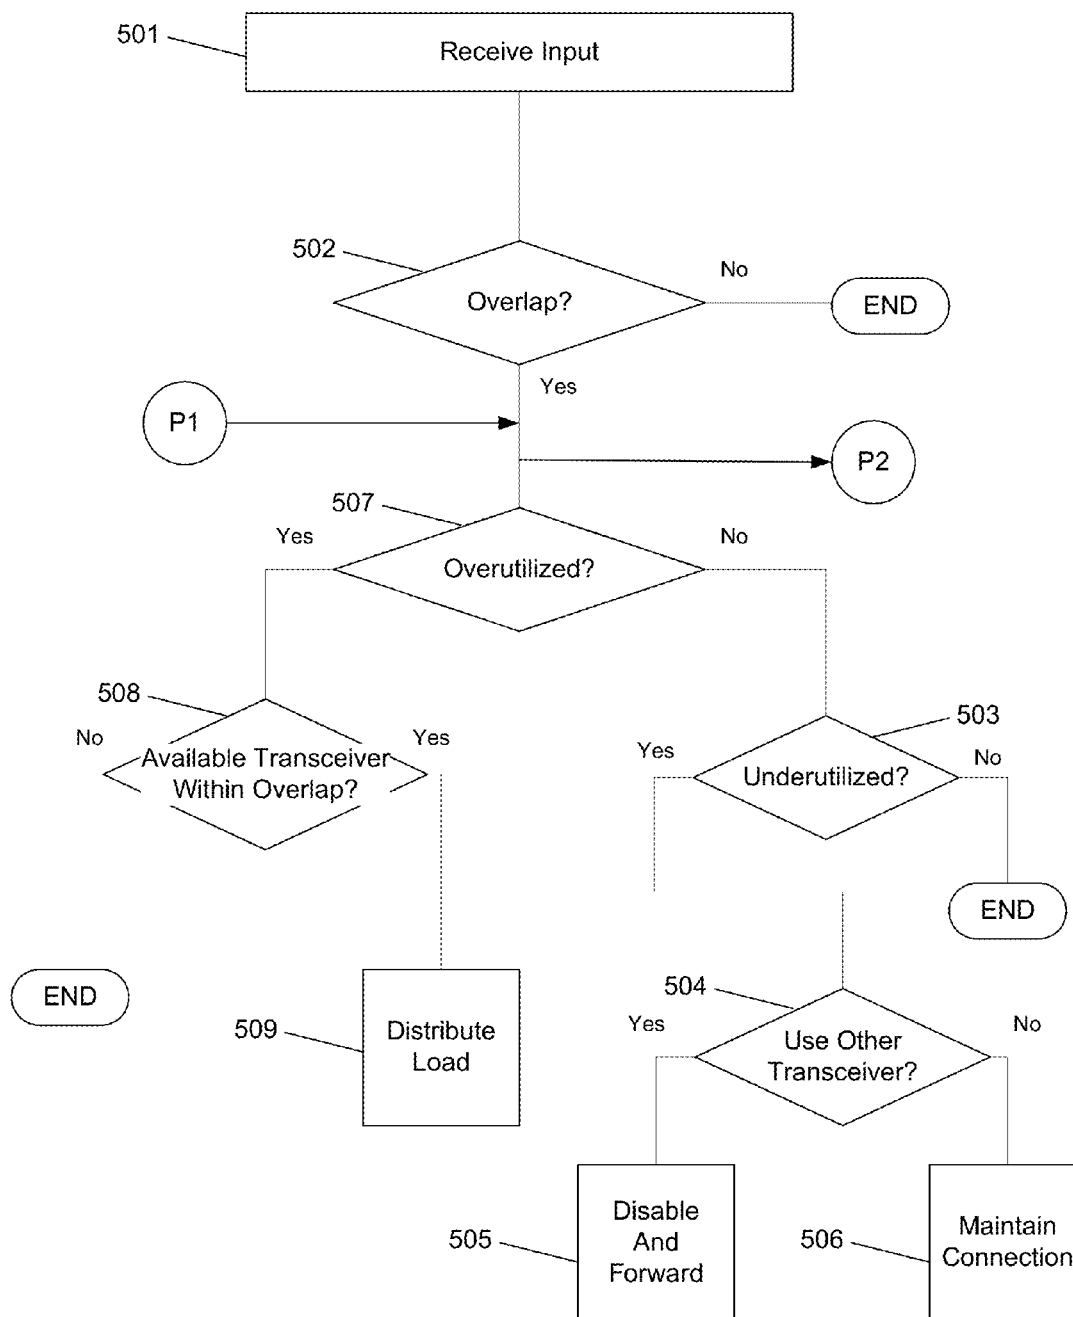 501
Receive Input
502
Overlap?
No
END
Yes
P1
P2
507
Yes
Overutilized?
No
508
No
Available Transceiver
Within Overlap?
Yes
503
Yes
Underutilized?
No
END
END
509
Distribute
Load
504
Yes
Use Other
Transceiver?
No
505
Disable
And
Forward
506
Maintain
Connection